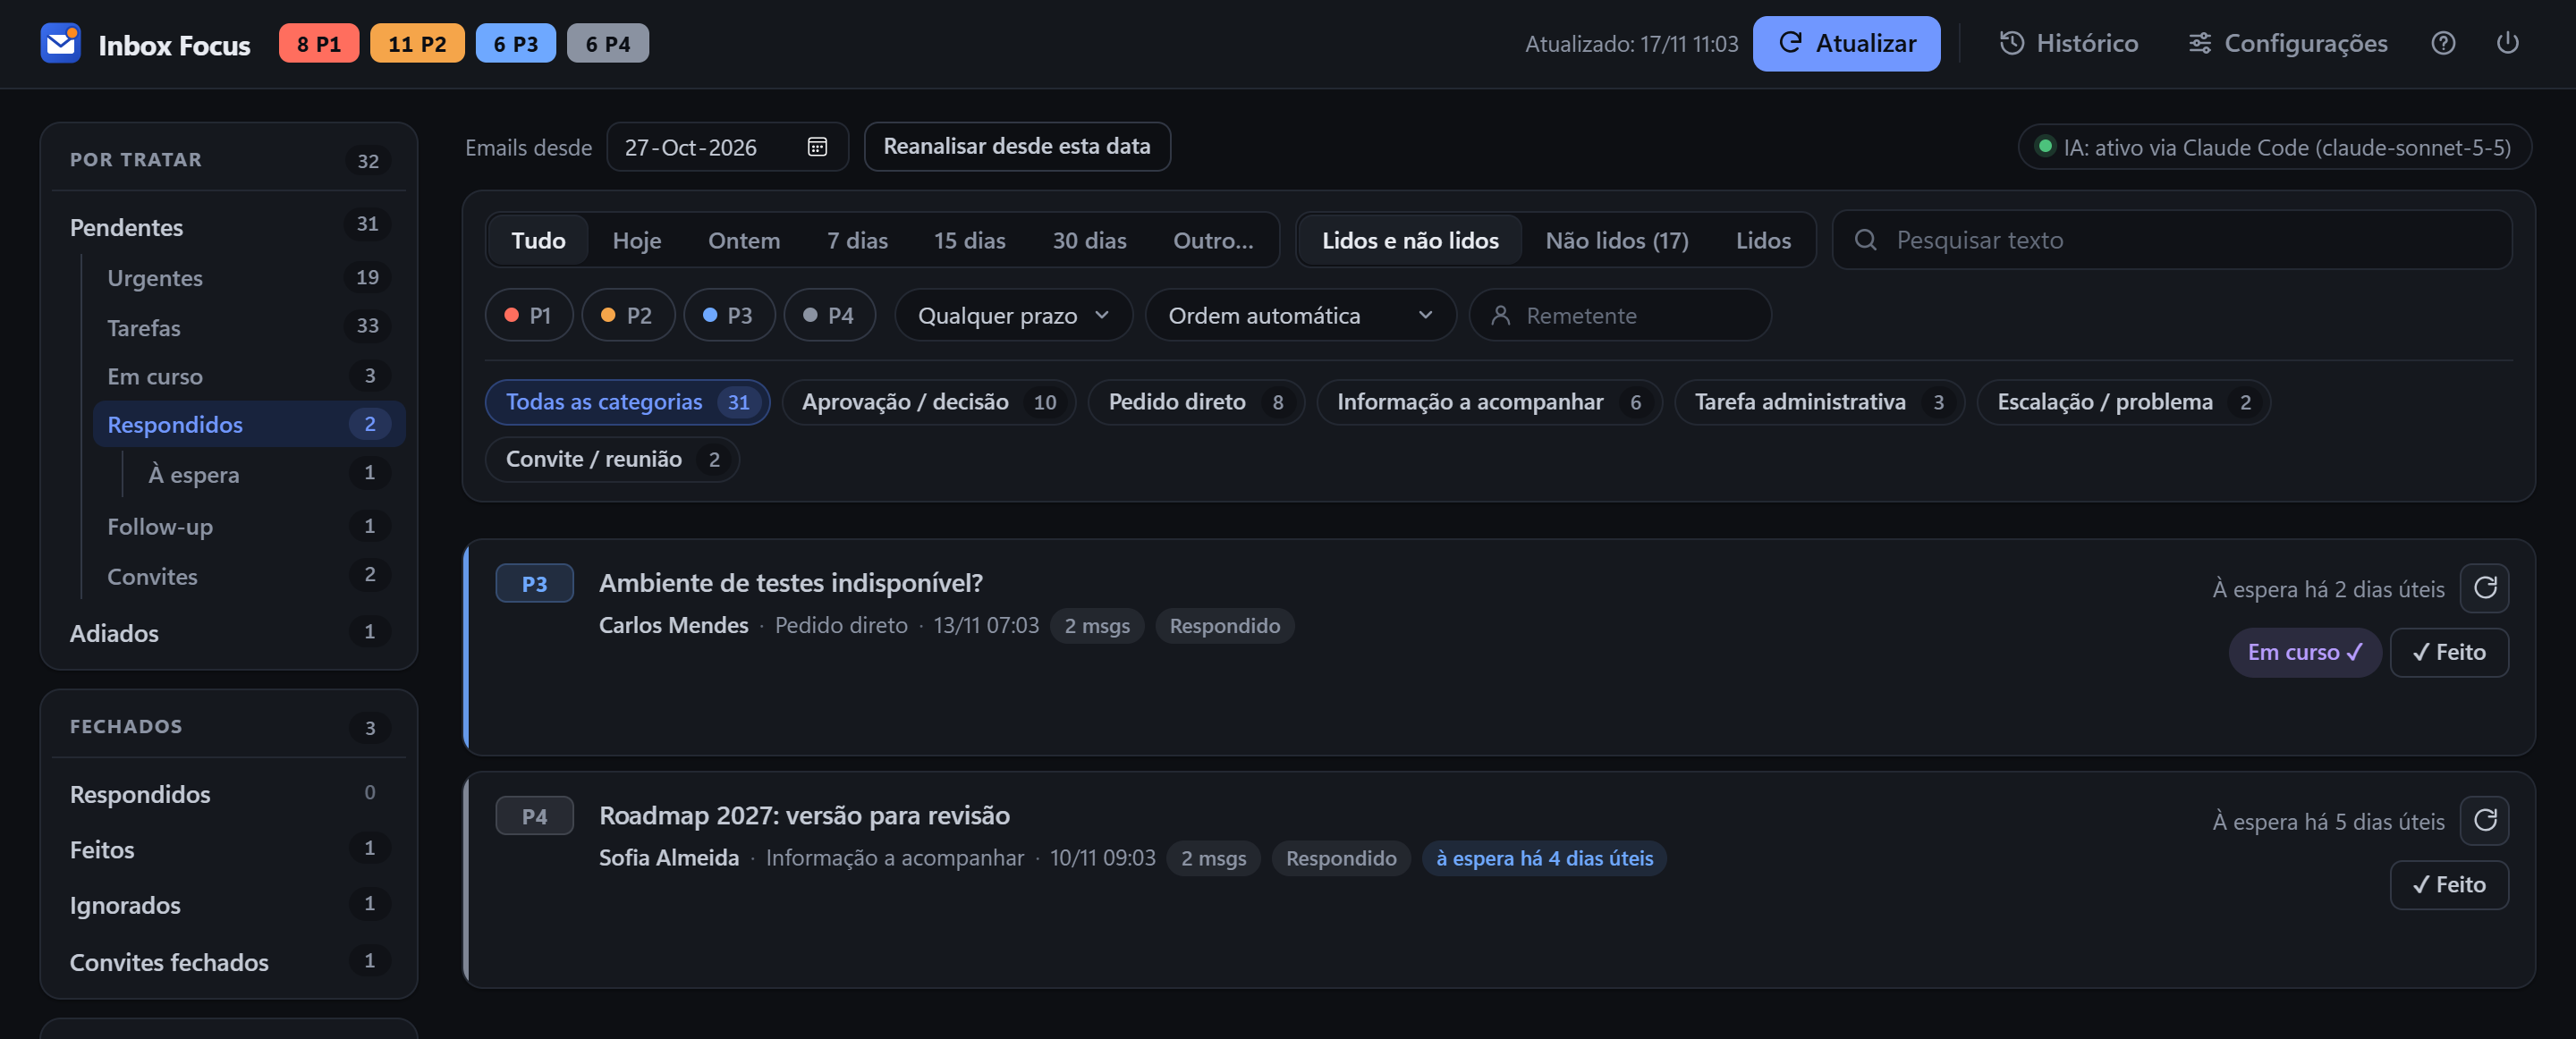 Inbox Focus 8 P1 11 P2 6 P3 6 P4 Atualizado: 17/11 11:03 Atualizar Histórico Configurações
POR TRATAR 32
Pendentes 31
Urgentes 19
Tarefas 33
Em curso 3
Respondidos 2
À espera 1
Follow-up 1
Convites 2
Adiados 1
FECHADOS 3
Respondidos 0
Feitos 1
Ignorados 1
Convites fechados 1
Emails desde 27-Oct-2026 Reanalisar desde esta data IA: ativo via Claude Code (claude-sonnet-5-5)
Tudo Hoje Ontem 7 dias 15 dias 30 dias Outro... Lidos e não lidos Não lidos (17) Lidos Pesquisar texto
P1 P2 P3 P4 Qualquer prazo Ordem automática Remetente
Todas as categorias 31 Aprovação / decisão 10 Pedido direto 8 Informação a acompanhar 6 Tarefa administrativa 3 Escalação / problema 2
Convite / reunião 2
P3 Ambiente de testes indisponível? À espera há 2 dias úteis
Carlos Mendes · Pedido direto · 13/11 07:03 2 msgs Respondido
Em curso ✓ ✓ Feito
P4 Roadmap 2027: versão para revisão À espera há 5 dias úteis
Sofia Almeida · Informação a acompanhar · 10/11 09:03 2 msgs Respondido à espera há 4 dias úteis
✓ Feito